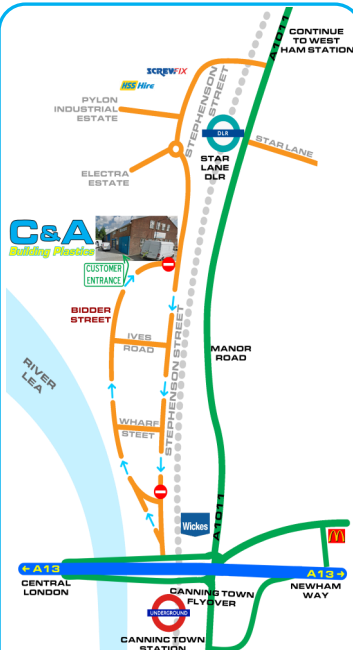 A1011
CONTINUE
TO WEST
HAM STATION
SCREWFIX
HSS Hire
STEPHENSON
STREET
PYLON
INDUSTRIAL
ESTATE
DLR
STAR LANE
STAR
LANE
DLR
ELECTRA
ESTATE
C&A
Building Plastics
CUSTOMER
ENTRANCE
BIDDER
STREET
IVES
ROAD
STEPHENSON STREET
MANOR
ROAD
RIVER
LEA
WHARF
STEET
Wickes
A1011
← A13
A13 →
CENTRAL
LONDON
CANNING TOWN
FLYOVER
NEWHAM
WAY
UNDERGROUND
CANNING TOWN
STATION